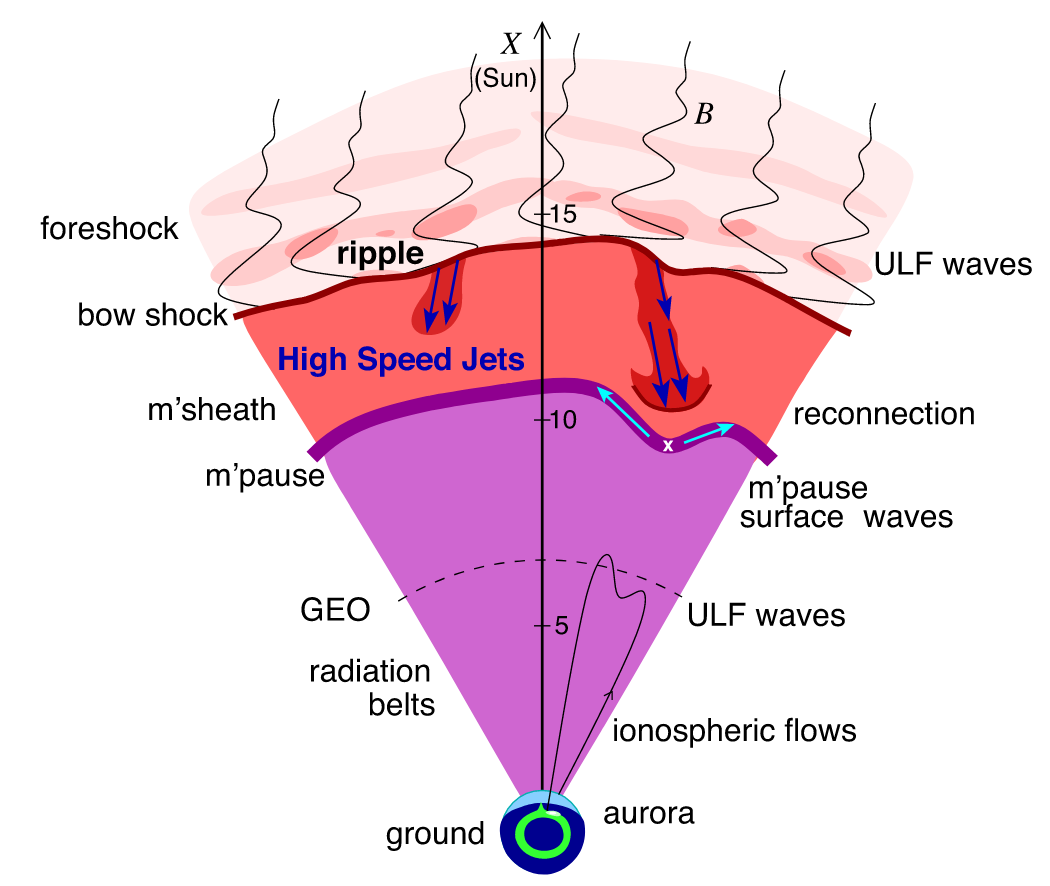 X
(Sun)
B
15
foreshock
ripple
ULF waves
bow shock
High Speed Jets
m'sheath
10
reconnection
x
m'pause
m'pause
surface waves
GEO
5
ULF waves
radiation
belts
ionospheric flows
aurora
ground